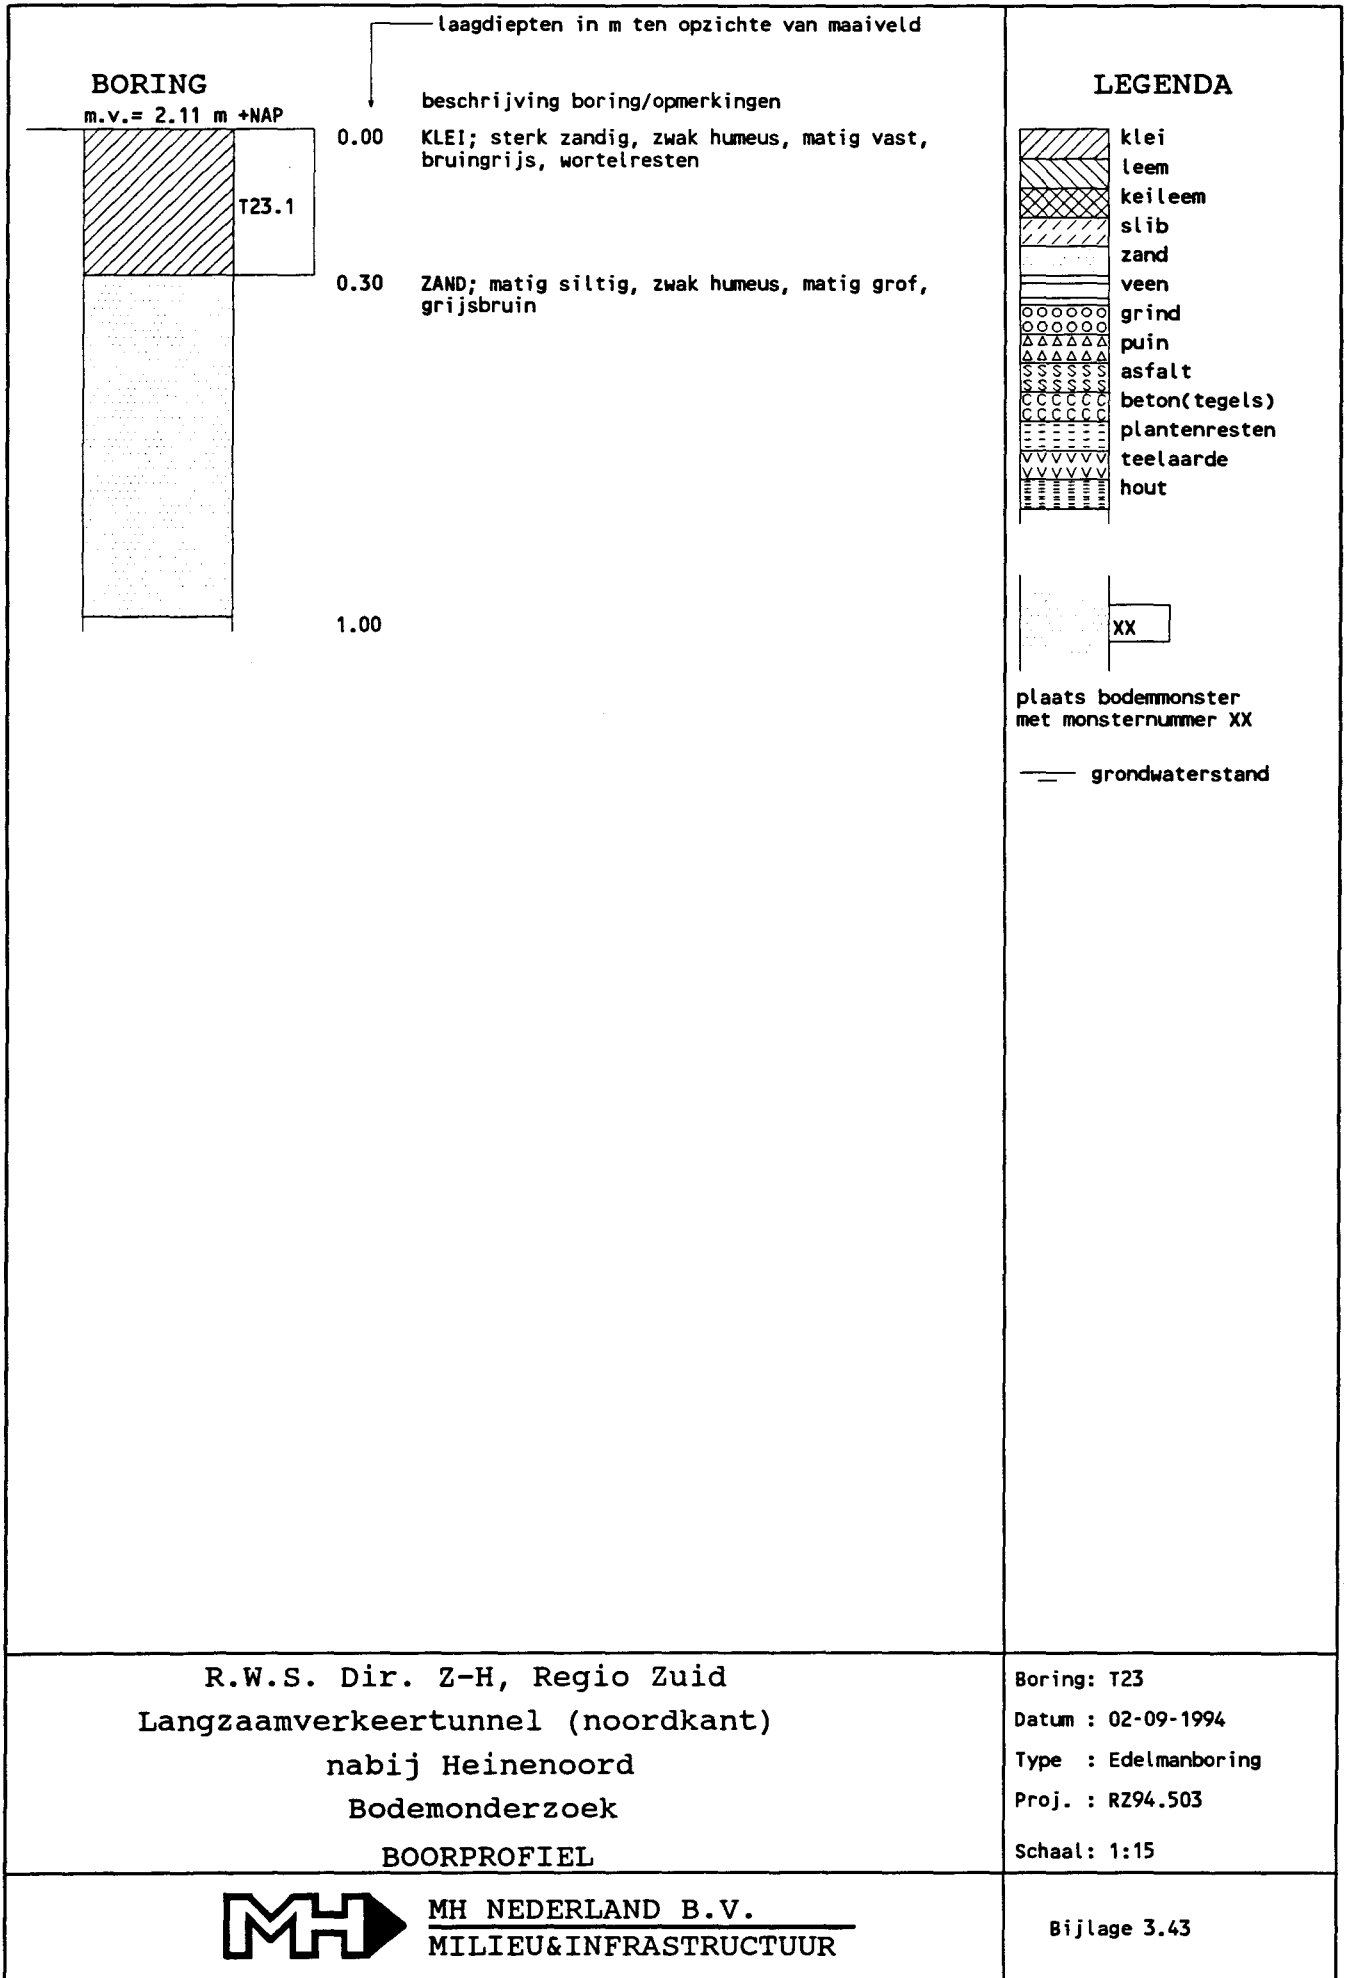 laagdiepten in m ten opzichte van maaiveld
BORING
m.v.= 2.11 m +NAP
beschrijving boring/opmerkingen
0.00 KLEI; sterk zandig, zwak humeus, matig vast,
bruingrijs, wortelresten
T23.1
0.30 ZAND; matig siltig, zwak humeus, matig grof,
grijsbruin
1.00
LEGENDA
klei
leem
keileem
slib
zand
veen
grind
puin
asfalt
beton(tegels)
plantenresten
teelaarde
hout
XX
plaats bodemmonster
met monsternummer XX
grondwaterstand
R.W.S. Dir. Z-H, Regio Zuid
Langzaamverkeertunnel (noordkant)
nabij Heinenoord
Bodemonderzoek
BOORPROFIEL
Boring: T23
Datum : 02-09-1994
Type : Edelmanboring
Proj. : RZ94.503
Schaal: 1:15
MH
MH NEDERLAND B.V.
MILIEU&INFRASTRUCTUUR
Bijlage 3.43